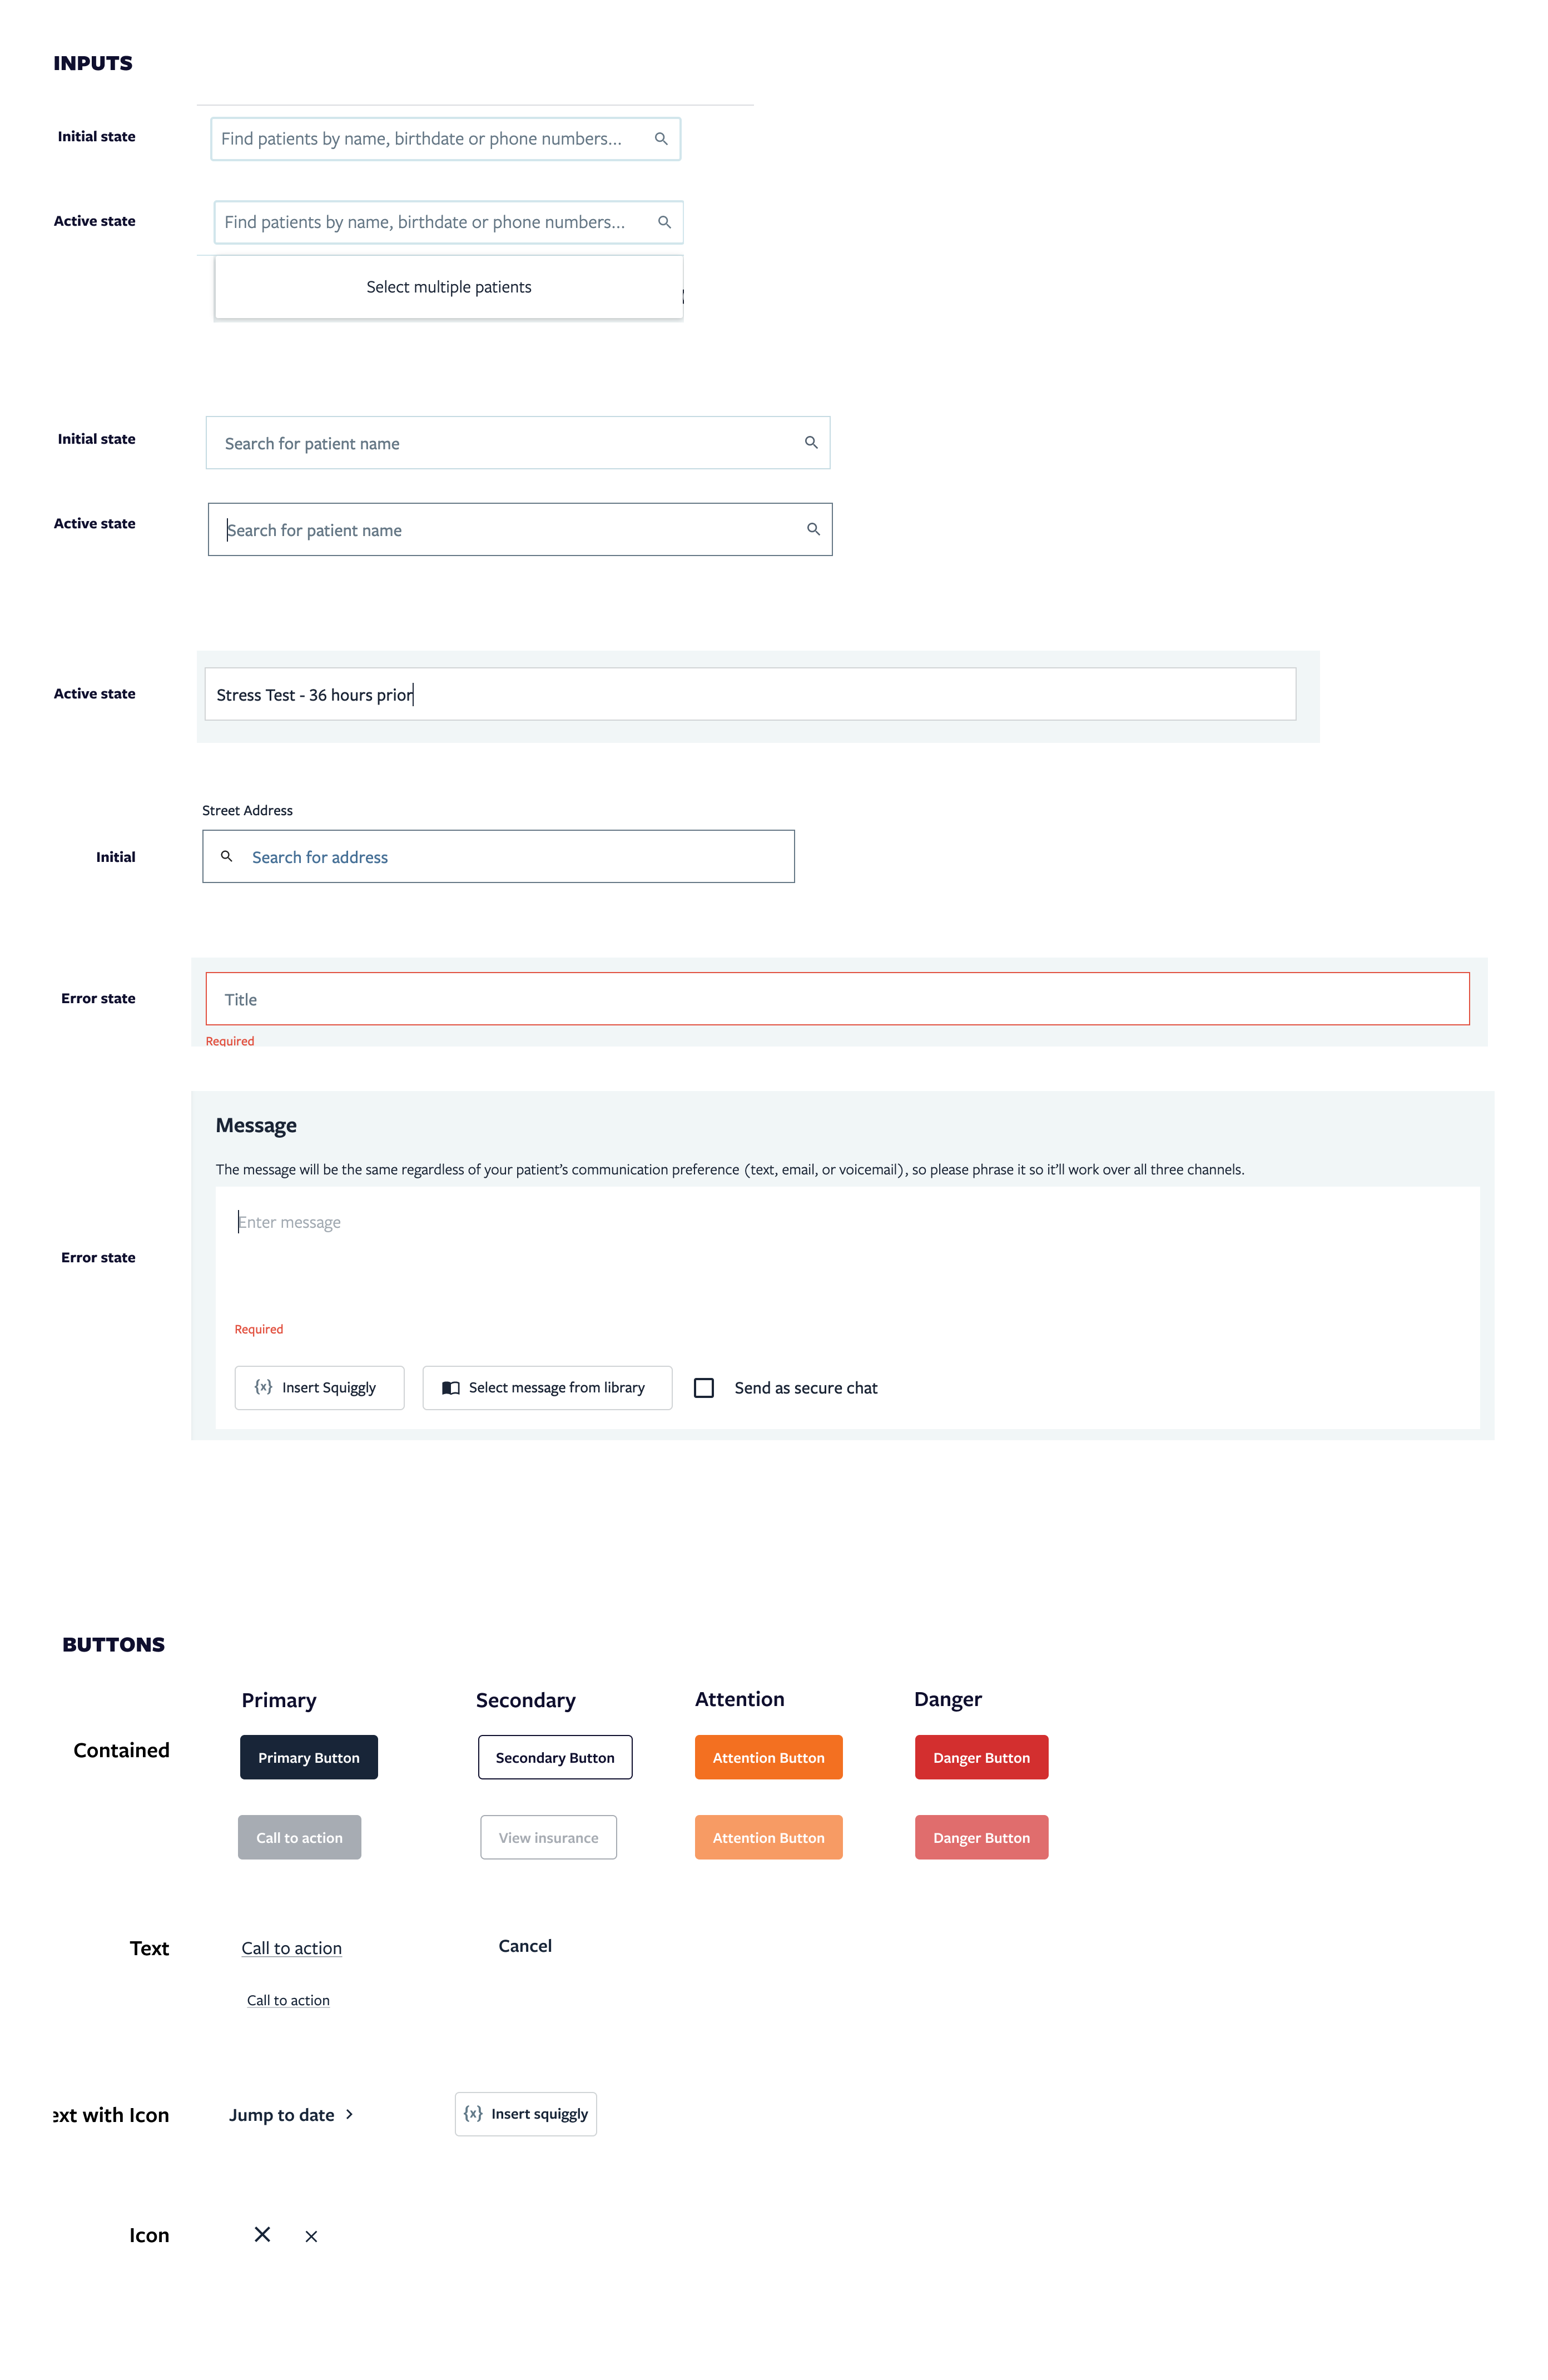 INPUTS
Initial state
Find patients by name, birthdate or phone numbers...
Active state
Find patients by name, birthdate or phone numbers...
Select multiple patients
Initial state
Search for patient name
Active state
Search for patient name
Active state
Stress Test - 36 hours prior
Street Address
Initial
Search for address
Error state
Title
Required
Message
The message will be the same regardless of your patient’s communication preference (text, email, or voicemail), so please phrase it so it’ll work over all three channels.
Enter message
Error state
Required
{x} Insert Squiggly
Select message from library
Send as secure chat
BUTTONS
Primary
Secondary
Attention
Danger
Contained
Primary Button
Secondary Button
Attention Button
Danger Button
Call to action
View insurance
Attention Button
Danger Button
Text
Call to action
Cancel
Call to action
ext with Icon
Jump to date
{x} Insert squiggly
Icon